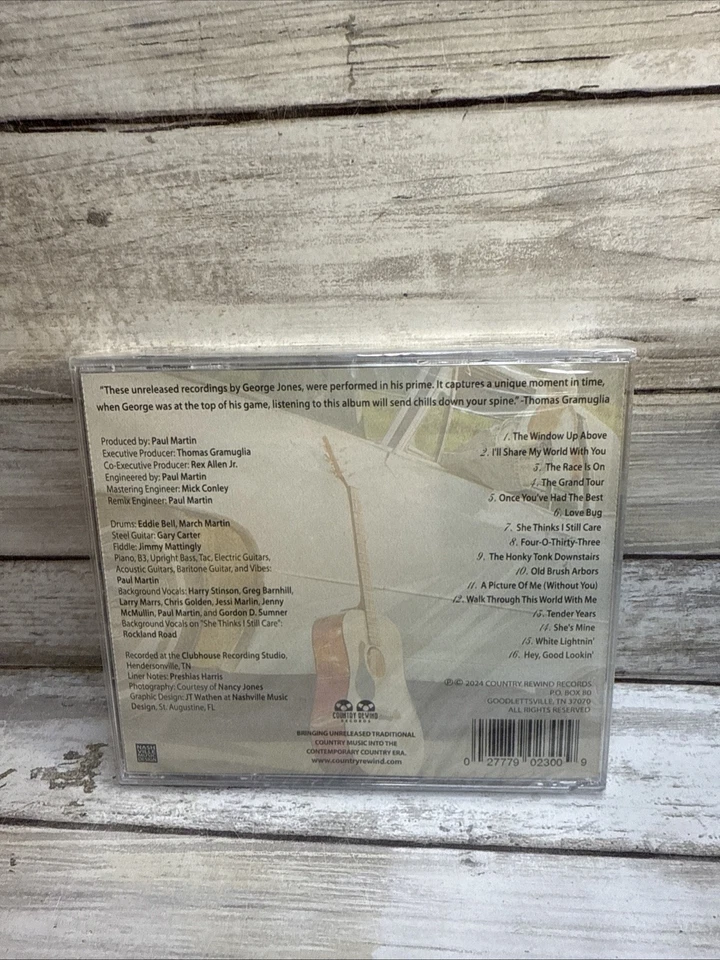 "These unreleased recordings by George Jones, were performed in his prime. It captures a unique moment in time,
when George was at the top of his game, listening to this album will send chills down your spine." -Thomas Gramuglia
Produced by: Paul Martin
Executive Producer: Thomas Gramuglia
Co-Executive Producer: Rex Allen Jr.
Engineered by: Paul Martin
Mastering Engineer: Mick Conley
Remix Engineer: Paul Martin
Drums: Eddie Bell, March Martin
Steel Guitar: Gary Carter
Fiddle: Jimmy Mattingly
Piano, B3, Upright Bass, Tac, Electric Guitars,
Acoustic Guitars, Baritone Guitar, and Vibes:
Paul Martin
Background Vocals: Harry Stinson, Greg Barnhill,
Larry Marrs, Chris Golden, Jessi Marlin, Jenny
McMullin, Paul Martin, and Gordon D. Sumner
Background Vocals on "She Thinks I Still Care":
Rockland Road
Recorded at the Clubhouse Recording Studio,
Hendersonville, TN
Liner Notes: Preshias Harris
Photography: Courtesy of Nancy Jones
Graphic Design: JT Wathen at Nashville Music
Design, St. Augustine, FL
1. The Window Up Above
2. I'll Share My World With You
3. The Race Is On
4. The Grand Tour
5. Once You've Had The Best
6. Love Bug
7. She Thinks I Still Care
8. Four-O-Thirty-Three
9. The Honky Tonk Downstairs
10. Old Brush Arbors
11. A Picture Of Me (Without You)
12. Walk Through This World With Me
13. Tender Years
14. She's Mine
15. White Lightnin'
16. Hey, Good Lookin'
℗© 2024 COUNTRY REWIND RECORDS
P.O. BOX 80
GOODLETTSVILLE, TN 37070
ALL RIGHTS RESERVED
COUNTRY REWIND
RECORDS
BRINGING UNRELEASED TRADITIONAL
COUNTRY MUSIC INTO THE
CONTEMPORARY COUNTRY ERA.
www.countryrewind.com
0 27779 02300 9